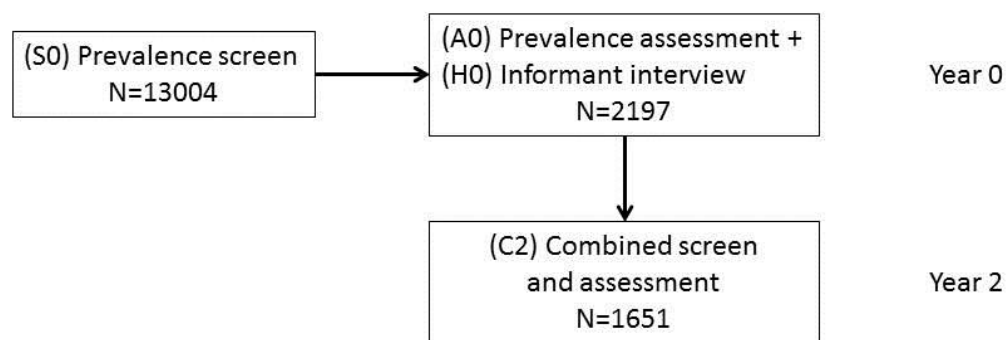 (S0) Prevalence screen
N=13004
(A0) Prevalence assessment +
(H0) Informant interview
N=2197
Year 0
(C2) Combined screen
and assessment
N=1651
Year 2